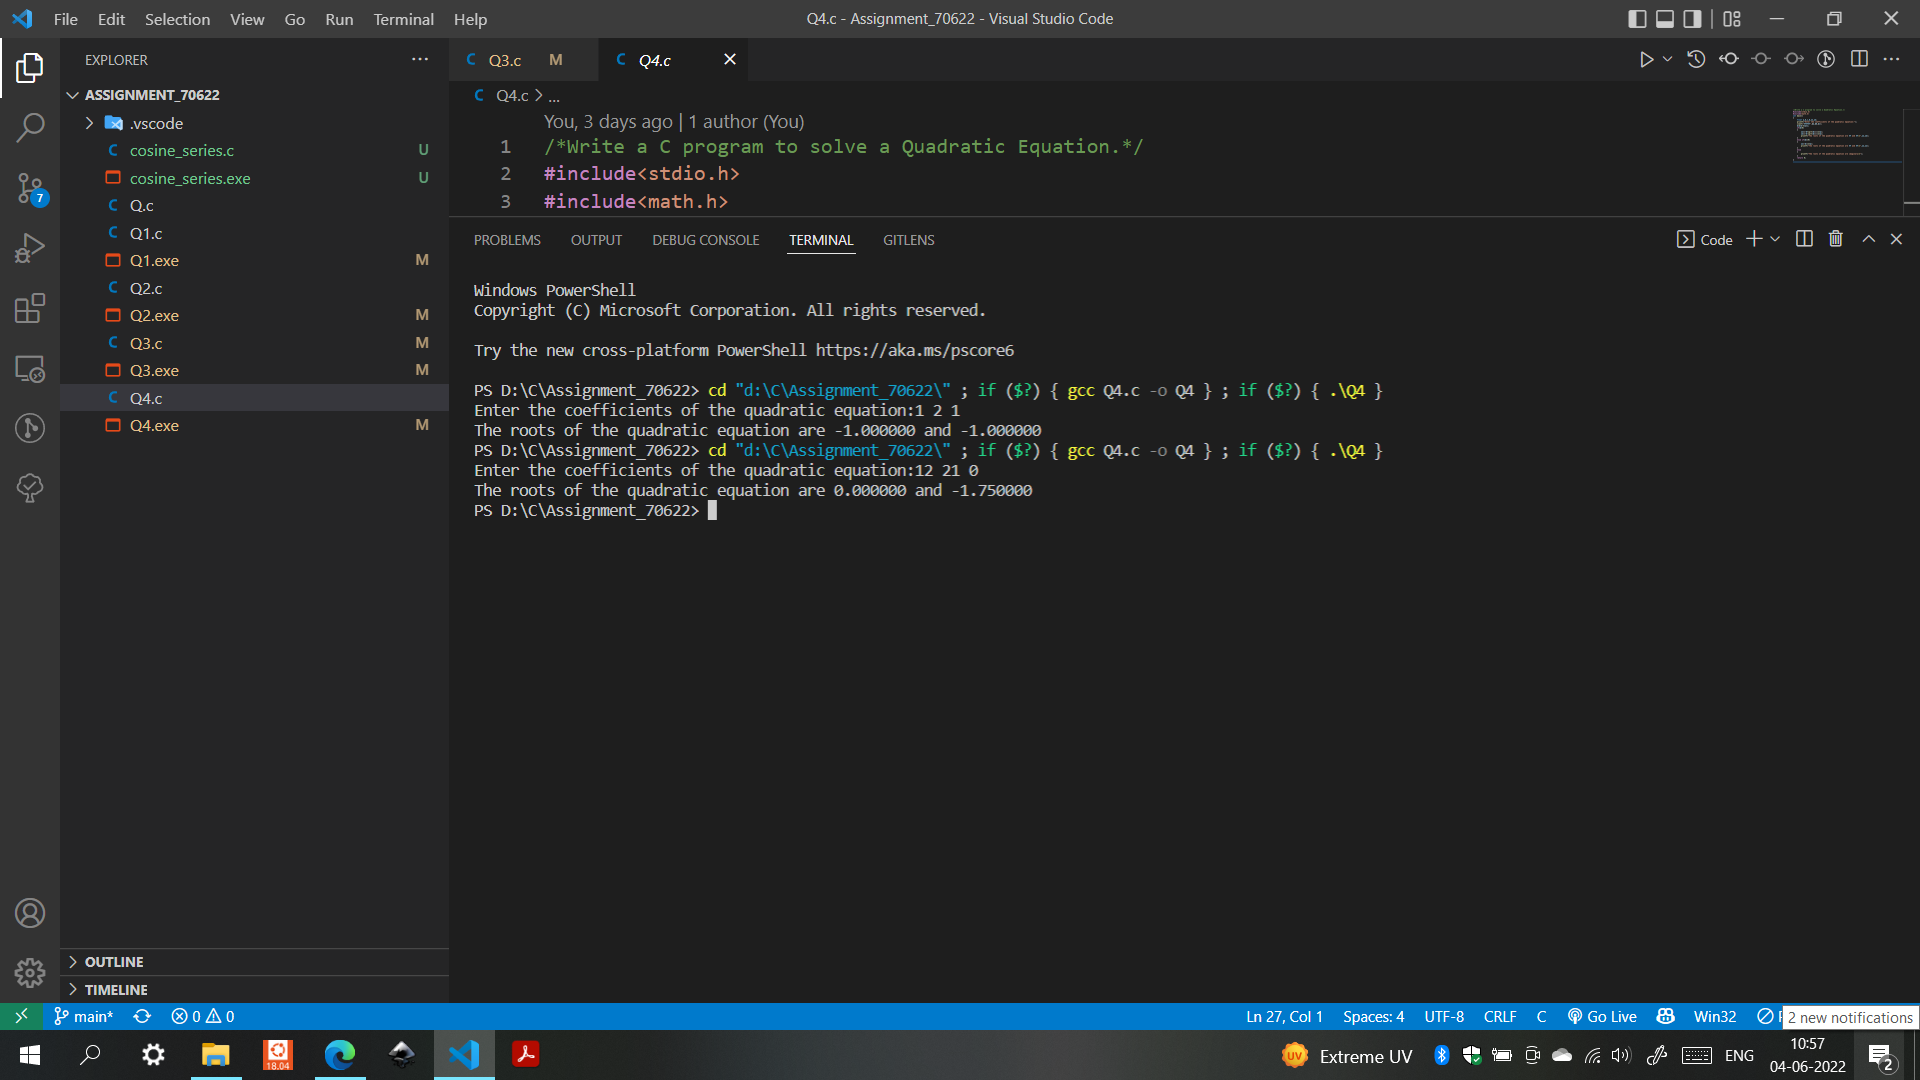 File Edit Selection View Go Run Terminal Help
Q4.c - Assignment_70622 - Visual Studio Code
EXPLORER
ASSIGNMENT_70622
.vscode
cosine_series.c U
cosine_series.exe U
Q.c
Q1.c
Q1.exe M
Q2.c
Q2.exe M
Q3.c M
Q3.exe M
Q4.c
Q4.exe M
7
OUTLINE
TIMELINE
C Q3.c M
C Q4.c
C Q4.c > ...
You, 3 days ago | 1 author (You)
1 /*Write a C program to solve a Quadratic Equation.*/
2 #include<stdio.h>
3 #include<math.h>
PROBLEMS OUTPUT DEBUG CONSOLE TERMINAL GITLENS
Code
Windows PowerShell
Copyright (C) Microsoft Corporation. All rights reserved.
Try the new cross-platform PowerShell https://aka.ms/pscore6
PS D:\C\Assignment_70622> cd "d:\C\Assignment_70622\" ; if ($?) { gcc Q4.c -o Q4 } ; if ($?) { .\Q4 }
Enter the coefficients of the quadratic equation:1 2 1
The roots of the quadratic equation are -1.000000 and -1.000000
PS D:\C\Assignment_70622> cd "d:\C\Assignment_70622\" ; if ($?) { gcc Q4.c -o Q4 } ; if ($?) { .\Q4 }
Enter the coefficients of the quadratic equation:12 21 0
The roots of the quadratic equation are 0.000000 and -1.750000
PS D:\C\Assignment_70622>
main* 0 0
Ln 27, Col 1 Spaces: 4 UTF-8 CRLF C Go Live Win32
2 new notifications
18.04
UV Extreme UV
ENG
10:57
04-06-2022
2